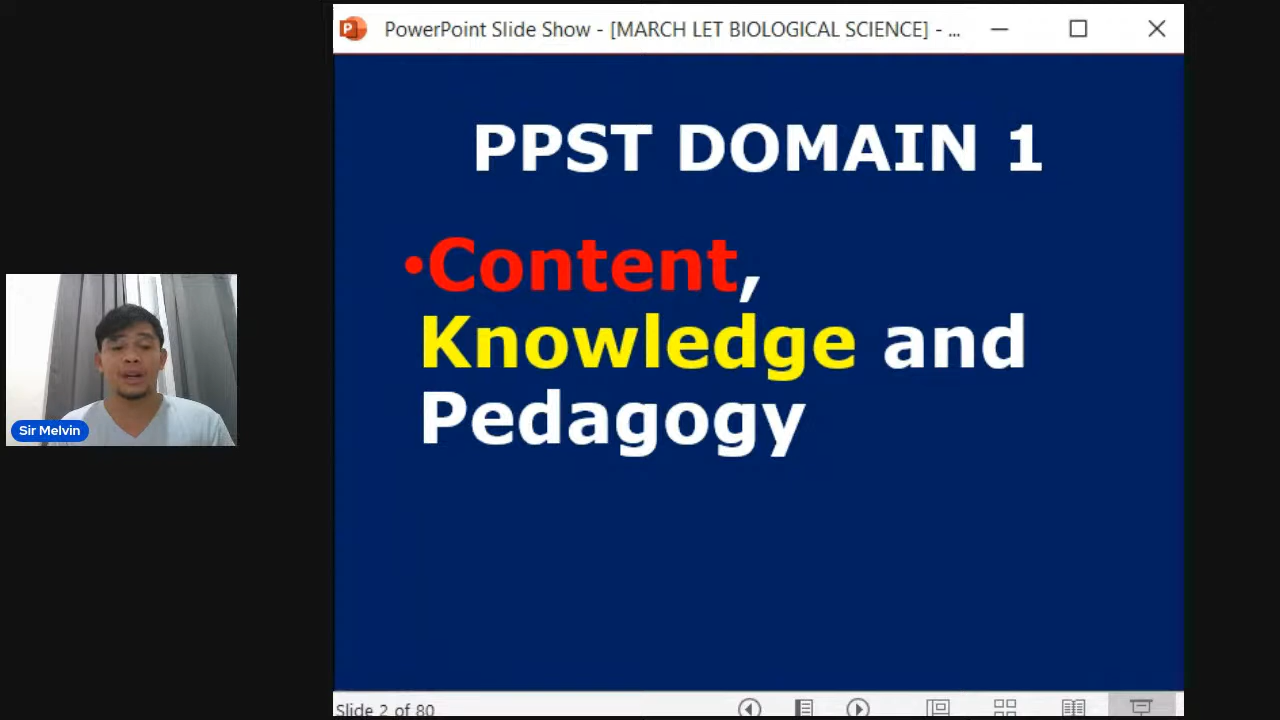 PowerPoint Slide Show - [MARCH LET BIOLOGICAL SCIENCE] - ...
PPST DOMAIN 1
•Content,
Knowledge and
Pedagogy
Sir Melvin
Slide 2 of 80